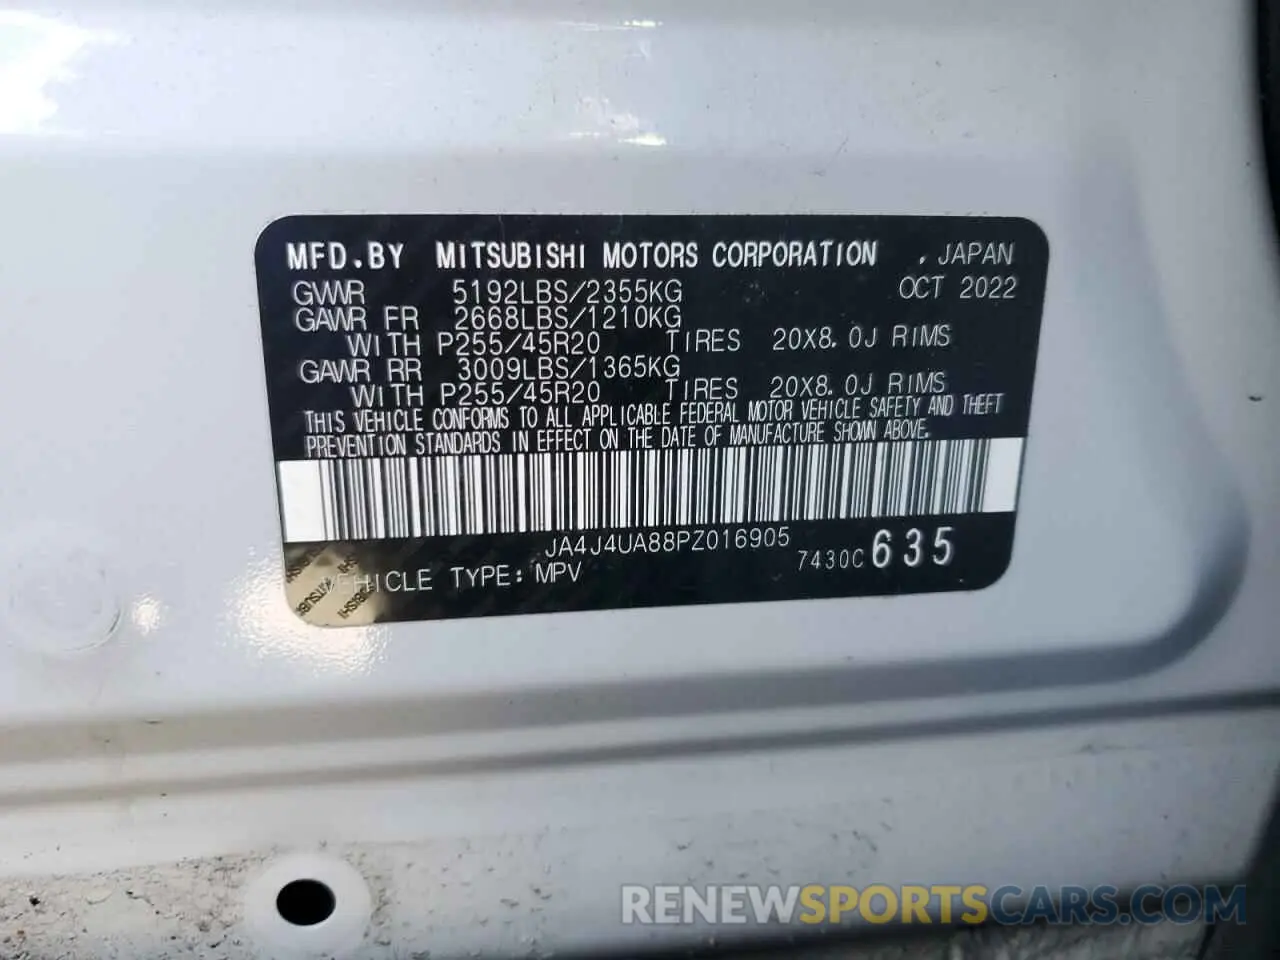 MFD.BY MITSUBISHI MOTORS CORPORATION . JAPAN
GVWR 5192LBS/2355KG OCT 2022
GAWR FR 2668LBS/1210KG
WITH P255/45R20 TIRES 20X8.0J RIMS
GAWR RR 3009LBS/1365KG
WITH P255/45R20 TIRES 20X8.0J RIMS
THIS VEHICLE CONFORMS TO ALL APPLICABLE FEDERAL MOTOR VEHICLE SAFETY AND THEFT
PREVENTION STANDARDS IN EFFECT ON THE DATE OF MANUFACTURE SHOWN ABOVE.
JA4J4UA88PZ016905
7430C 635
VEHICLE TYPE: MPV
RENEWSPORTSCARS.COM